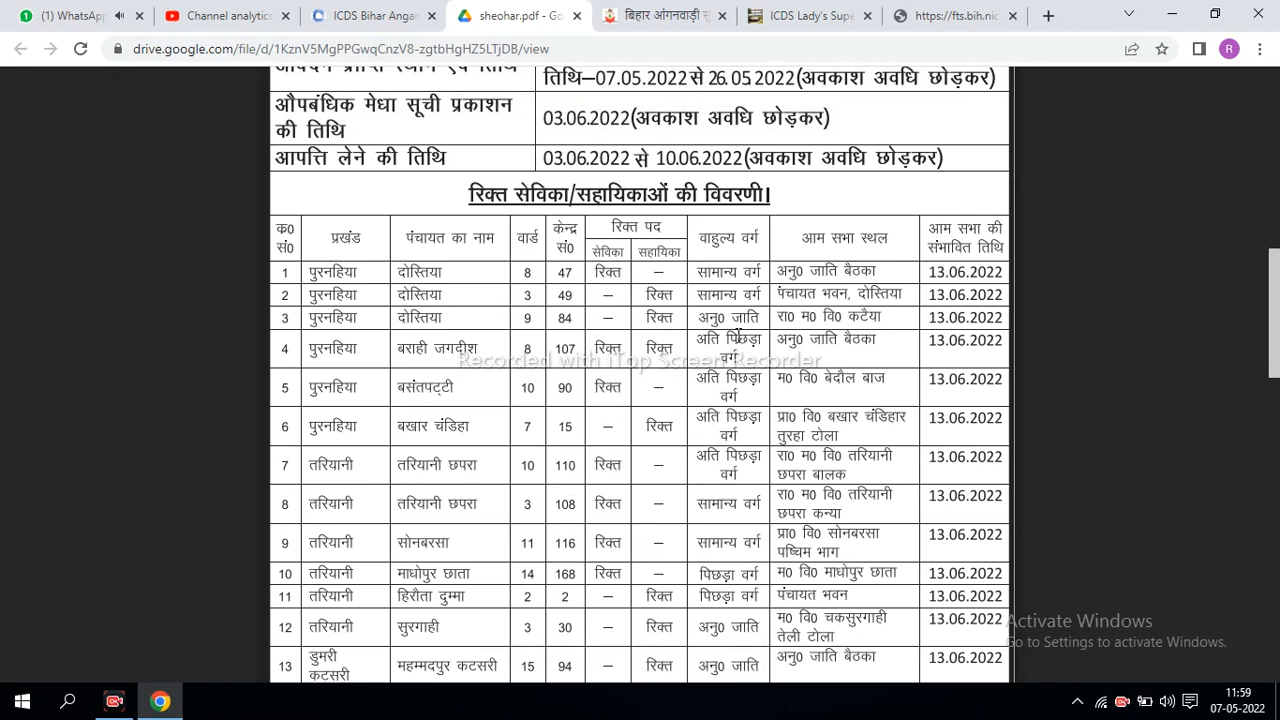 (1) WhatsA
Channel analytics
ICDS Bihar Angan
sheohar.pdf - Go
बिहार आंगनवाड़ी सु
ICDS Lady's Supe
https://fts.bih.nic
drive.google.com/file/d/1KznV5MgPPGwqCnzV8-zgtbHgHZ5LTjDB/view
R
आवेदन प्राप्ति स्थान एवं तिथि
तिथि–07.05.2022 से 26.05.2022(अवकाश अवधि छोड़कर)
औपबंधिक मेधा सूची प्रकाशन की तिथि 03.06.2022(अवकाश अवधि छोड़कर)
आपत्ति लेने की तिथि 03.06.2022 से 10.06.2022(अवकाश अवधि छोड़कर)
रिक्त सेविका/सहायिकाओं की विवरणी।
क0 सं0 प्रखंड पंचायत का नाम वार्ड केन्द्र सं0 रिक्त पद वाहुल्य वर्ग आम सभा स्थल आम सभा की संभावित तिथि
सेविका सहायिका
1 पुरनहिया दोस्तिया 8 47 रिक्त – सामान्य वर्ग अनु0 जाति बैठका 13.06.2022
2 पुरनहिया दोस्तिया 3 49 – रिक्त सामान्य वर्ग पंचायत भवन, दोस्तिया 13.06.2022
3 पुरनहिया दोस्तिया 9 84 – रिक्त अनु0 जाति रा0 म0 वि0 कटैया 13.06.2022
4 पुरनहिया बराही जगदीश 8 107 रिक्त रिक्त अति पिछड़ा वर्ग अनु0 जाति बैठका 13.06.2022
Recorded with iTop Screen Recorder
5 पुरनहिया बसंतपट्टी 10 90 रिक्त – अति पिछड़ा वर्ग म0 वि0 बेदौल बाज 13.06.2022
6 पुरनहिया बखार चंडिहा 7 15 – रिक्त अति पिछड़ा वर्ग प्रा0 वि0 बखार चंडिहार तुरहा टोला 13.06.2022
7 तरियानी तरियानी छपरा 10 110 रिक्त – अति पिछड़ा वर्ग रा0 म0 वि0 तरियानी छपरा बालक 13.06.2022
8 तरियानी तरियानी छपरा 3 108 रिक्त – सामान्य वर्ग रा0 म0 वि0 तरियानी छपरा कन्या 13.06.2022
9 तरियानी सोनबरसा 11 116 रिक्त – सामान्य वर्ग प्रा0 वि0 सोनबरसा पष्चिम भाग 13.06.2022
10 तरियानी माधोपुर छाता 14 168 रिक्त – पिछड़ा वर्ग म0 वि0 माधोपुर छाता 13.06.2022
11 तरियानी हिरौता दुम्मा 2 2 – रिक्त पिछड़ा वर्ग पंचायत भवन 13.06.2022
12 तरियानी सुरगाही 3 30 – रिक्त अनु0 जाति म0 वि0 चकसुरगाही तेली टोला 13.06.2022
13 डुमरी कटसरी महम्मदपुर कटसरी 15 94 – रिक्त अनु0 जाति अनु0 जाति बैठका 13.06.2022
Activate Windows
Go to Settings to activate Windows.
11:59
07-05-2022